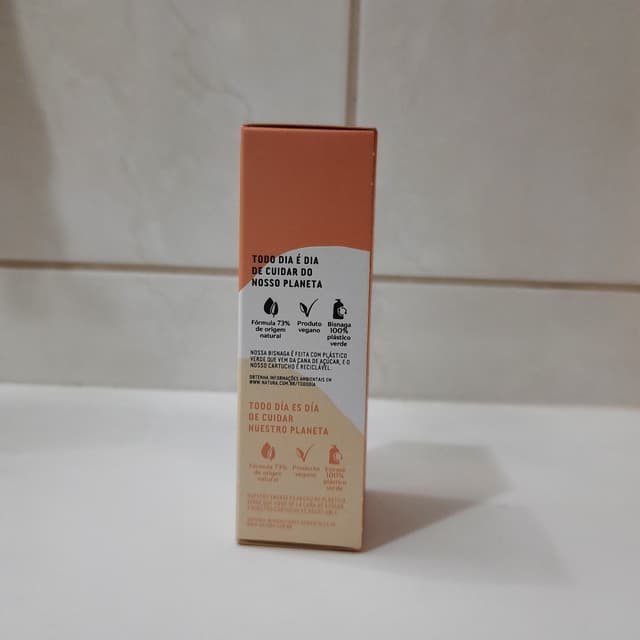 TODO DIA É DIA
DE CUIDAR DO
NOSSO PLANETA
Fórmula 73% de origem natural
Produto vegano
Bisnaga 100% plástico verde
NOSSA BISNAGA É FEITA COM PLÁSTICO
VERDE QUE VEM DA CANA DE AÇÚCAR, E O
NOSSO CARTUCHO É RECICLÁVEL.
OBTENHA INFORMAÇÕES AMBIENTAIS EM
WWW.NATURA.COM.BR/TODODIA
TODO DÍA ES DÍA
DE CUIDAR
NUESTRO PLANETA
Fórmula 73% de origen natural
Producto vegano
100% plástico verde